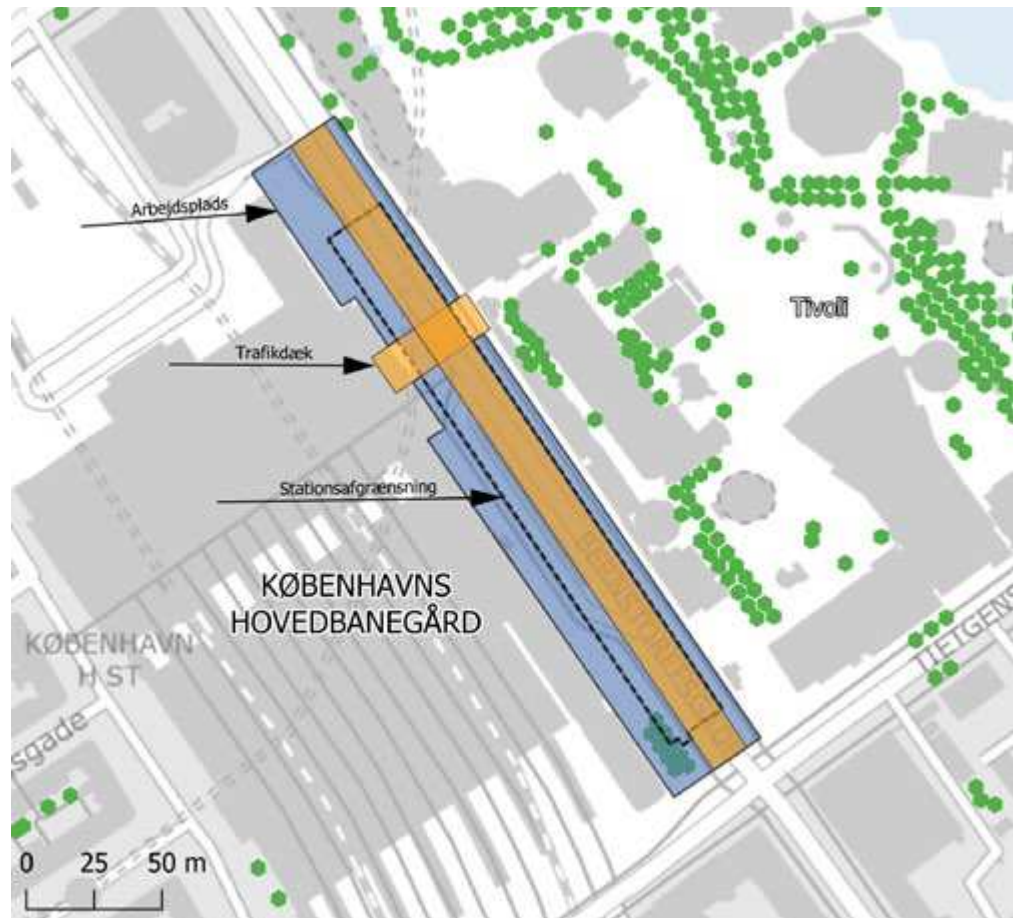 Arbejdsplads
Tivoli
Trafikdæk
Stationsafgrænsning
KØBENHAVNS
HOVEDBANEGÅRD
KØBENHAVN
H ST
sgade
TIETGENS
0 25 50 m